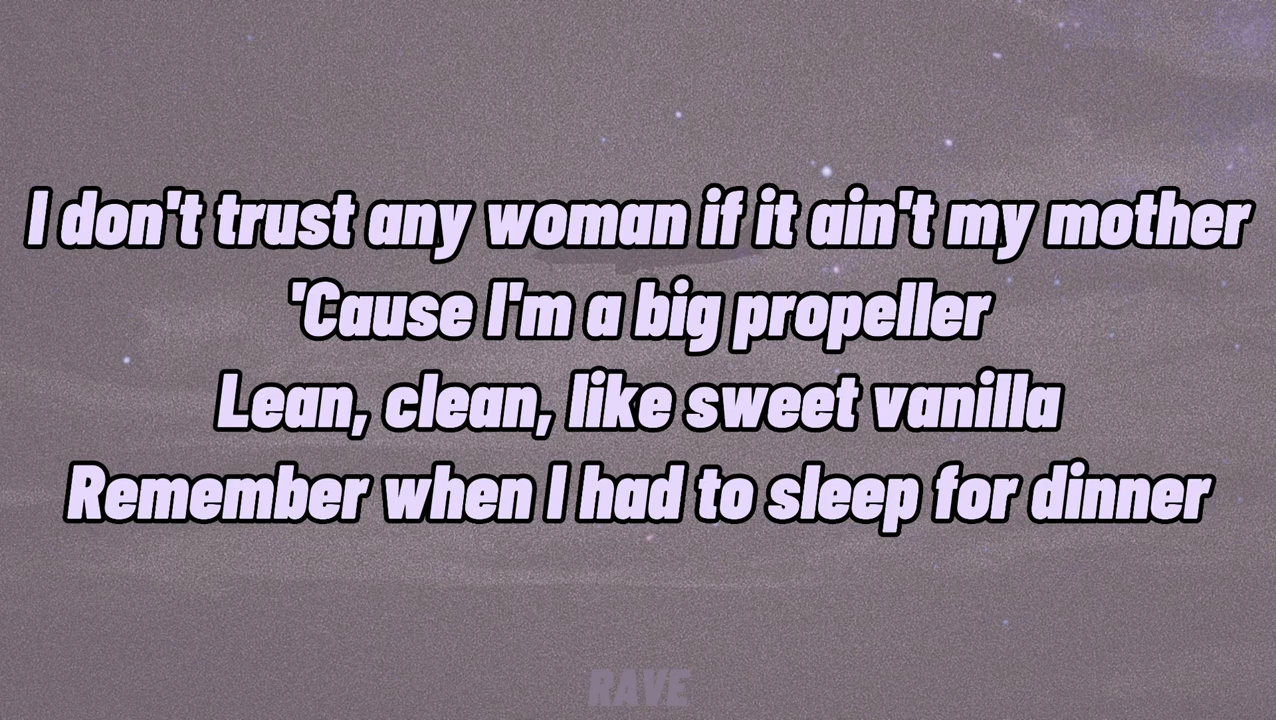 I don't trust any woman if it ain't my mother
'Cause I'm a big propeller
Lean, clean, like sweet vanilla
Remember when I had to sleep for dinner
RAVE